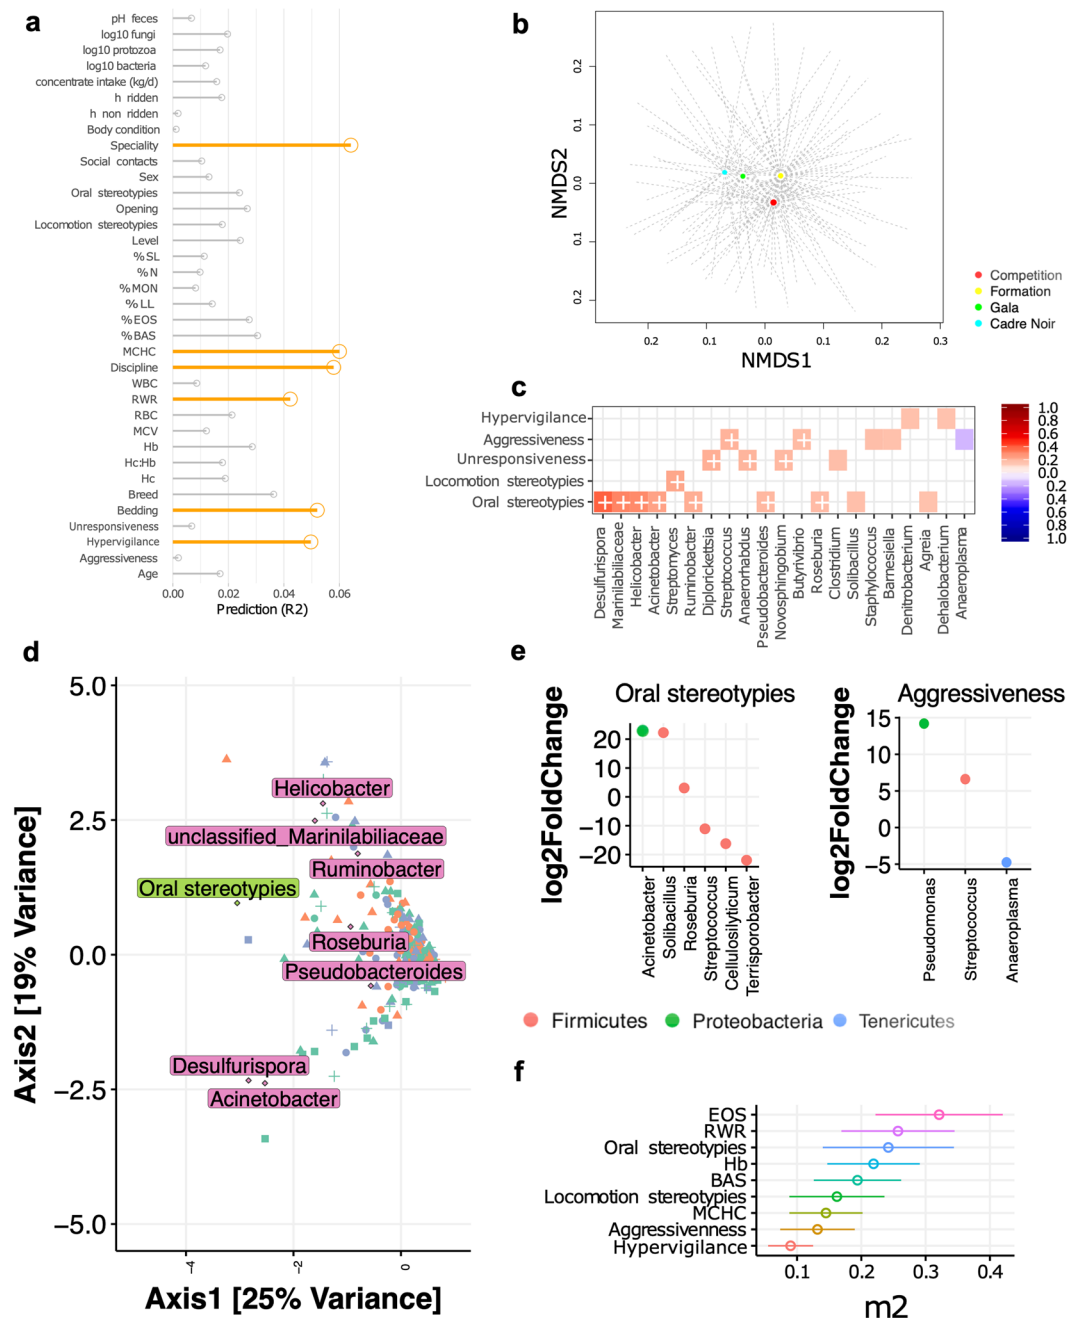 a
pH feces
log10 fungi
log10 protozoa
log10 bacteria
concentrate intake (kg/d)
h ridden
h non ridden
Body condition
Speciality
Social contacts
Sex
Oral stereotypies
Opening
Locomotion stereotypies
Level
%SL
%N
%MON
%LL
%EOS
%BAS
MCHC
Discipline
WBC
RWR
RBC
MCV
Hb
Hc:Hb
Hc
Breed
Bedding
Unresponsiveness
Hypervigilance
Aggressiveness
Age
0.00 0.02 0.04 0.06
Prediction (R2)
b
NMDS2
0.2
0.1
0.0
0.1
0.2
0.2 0.1 0.0 0.1 0.2 0.3
NMDS1
Competition
Formation
Gala
Cadre Noir
c
Hypervigilance
Aggressiveness
Unresponsiveness
Locomotion stereotypies
Oral stereotypies
Desulfurispora
Marinilabiliaceae
Helicobacter
Acinetobacter
Streptomyces
Ruminobacter
Diplorickettsia
Streptococcus
Anaerorhabdus
Pseudobacteroides
Novosphingobium
Butyrivibrio
Roseburia
Clostridium
Solibacillus
Staphylococcus
Barnesiella
Denitrobacterium
Agreia
Dehalobacterium
Anaeroplasma
1.0
0.8
0.6
0.4
0.2
0.0
0.2
0.4
0.6
0.8
1.0
d
Axis2 [19% Variance]
5.0
2.5
0.0
−2.5
−5.0
Helicobacter
unclassified_Marinilabiliaceae
Ruminobacter
Oral stereotypies
Roseburia
Pseudobacteroides
Desulfurispora
Acinetobacter
−4 −2 0
Axis1 [25% Variance]
e
Oral stereotypies
log2FoldChange
20
10
0
−10
−20
Acinetobacter
Solibacillus
Roseburia
Streptococcus
Cellulosilyticum
Terrisporobacter
Aggressiveness
log2FoldChange
15
10
5
0
−5
Pseudomonas
Streptococcus
Anaeroplasma
Firmicutes Proteobacteria Tenericutes
f
EOS
RWR
Oral stereotypies
Hb
BAS
Locomotion stereotypies
MCHC
Aggressivenness
Hypervigilance
0.1 0.2 0.3 0.4
m2